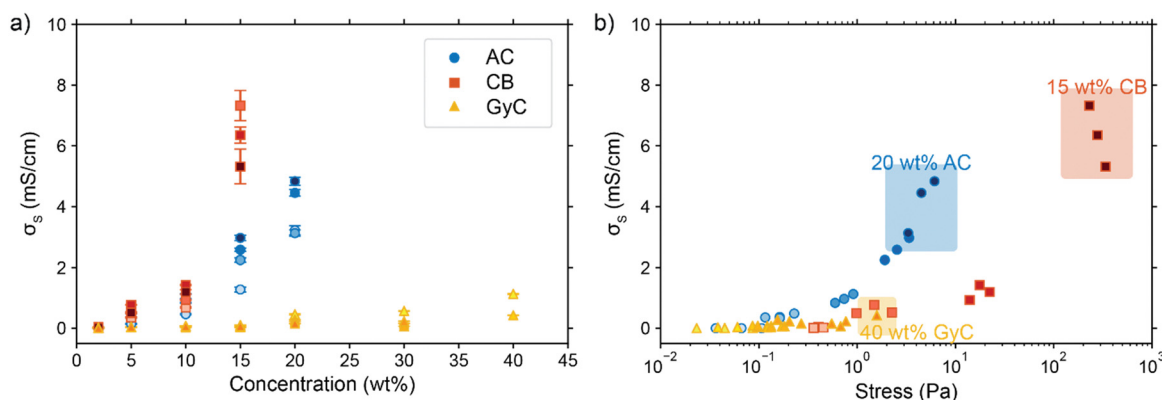 a)
σs (mS/cm)
10
8
6
4
2
0
AC
CB
GyC
0 5 10 15 20 25 30 35 40 45
Concentration (wt%)
b)
σs (mS/cm)
10
8
6
4
2
0
15 wt% CB
20 wt% AC
40 wt% GyC
10⁻² 10⁻¹ 10⁰ 10¹ 10² 10³
Stress (Pa)